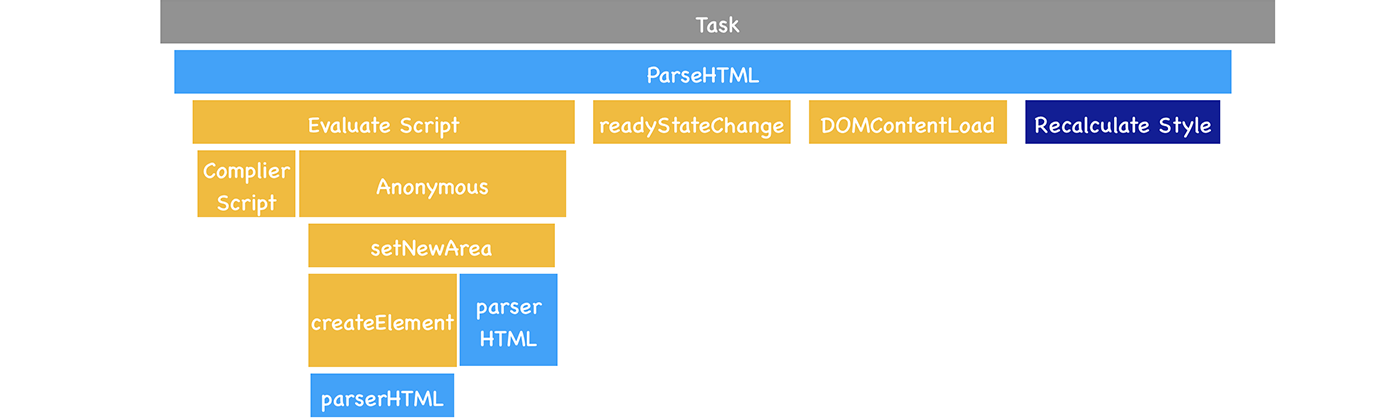 Task
ParseHTML
Evaluate Script
readyStateChange
DOMContentLoad
Recalculate Style
Complier
Script
Anonymous
setNewArea
createElement
parser
HTML
parserHTML